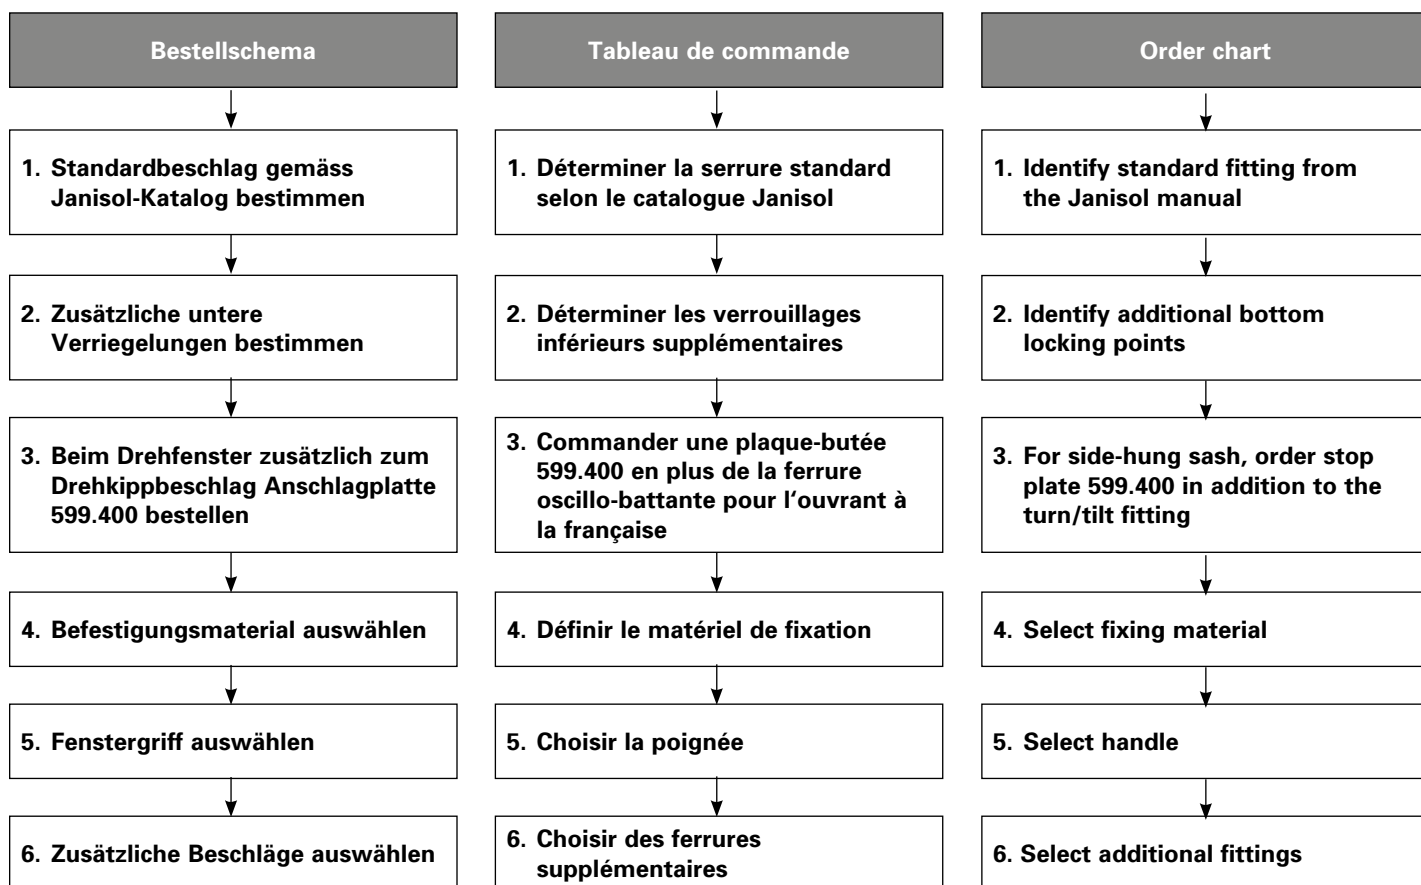 Bestellschema
1. Standardbeschlag gemäss
Janisol-Katalog bestimmen
2. Zusätzliche untere
Verriegelungen bestimmen
3. Beim Drehfenster zusätzlich zum
Drehkippbeschlag Anschlagplatte
599.400 bestellen
4. Befestigungsmaterial auswählen
5. Fenstergriff auswählen
6. Zusätzliche Beschläge auswählen
Tableau de commande
1. Déterminer la serrure standard
selon le catalogue Janisol
2. Déterminer les verrouillages
inférieurs supplémentaires
3. Commander une plaque-butée
599.400 en plus de la ferrure
oscillo-battante pour l‘ouvrant à
la française
4. Définir le matériel de fixation
5. Choisir la poignée
6. Choisir des ferrures
supplémentaires
Order chart
1. Identify standard fitting from
the Janisol manual
2. Identify additional bottom
locking points
3. For side-hung sash, order stop
plate 599.400 in addition to the
turn/tilt fitting
4. Select fixing material
5. Select handle
6. Select additional fittings